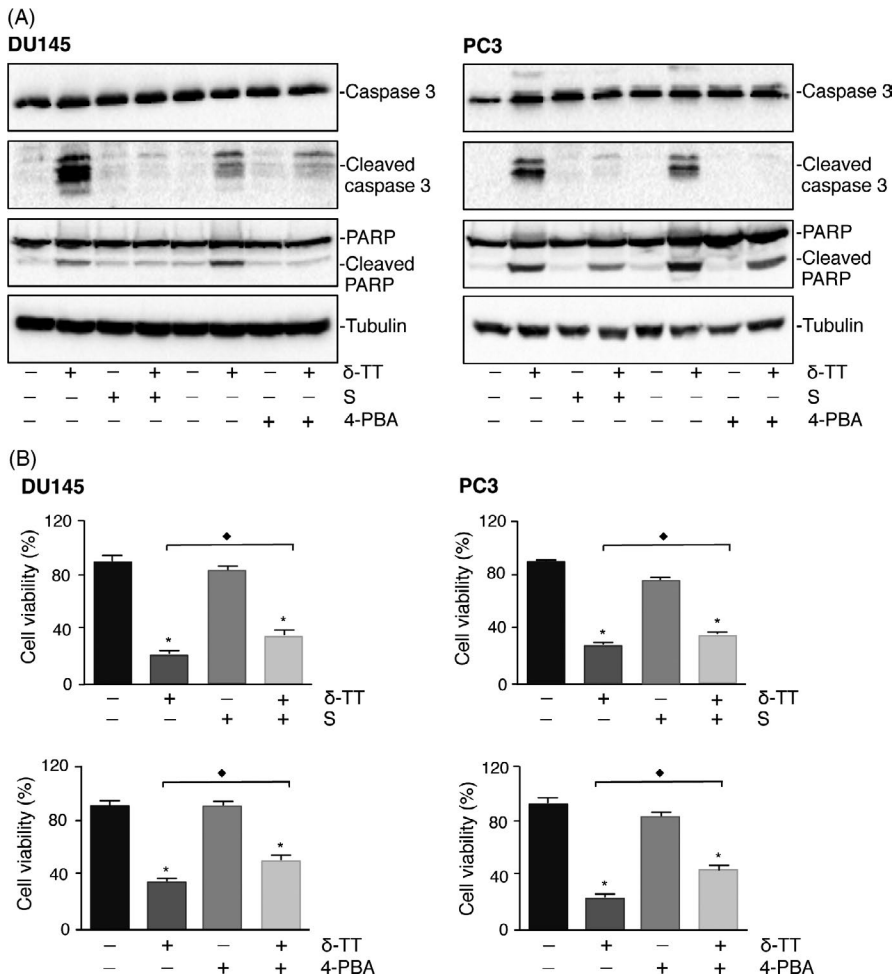 (A)
DU145
PC3
-Caspase 3
-Cleaved
caspase 3
-PARP
-Cleaved
PARP
-Tubulin
– + – + – + – + δ-TT
– – + + – – – – S
– – – – – – + + 4-PBA
-Caspase 3
-Cleaved
caspase 3
-PARP
-Cleaved
PARP
-Tubulin
– + – + – + – + δ-TT
– – + + – – – – S
– – – – – – + + 4-PBA
(B)
DU145
Cell viability (%)
120
80
40
0
* ◆ *
– + – + δ-TT
– – + + S
PC3
Cell viability (%)
120
80
40
0
* ◆ *
– + – + δ-TT
– – + + S
Cell viability (%)
120
80
40
0
* ◆ *
– + – + δ-TT
– – + + 4-PBA
Cell viability (%)
120
80
40
0
* ◆ *
– + – + δ-TT
– – + + 4-PBA